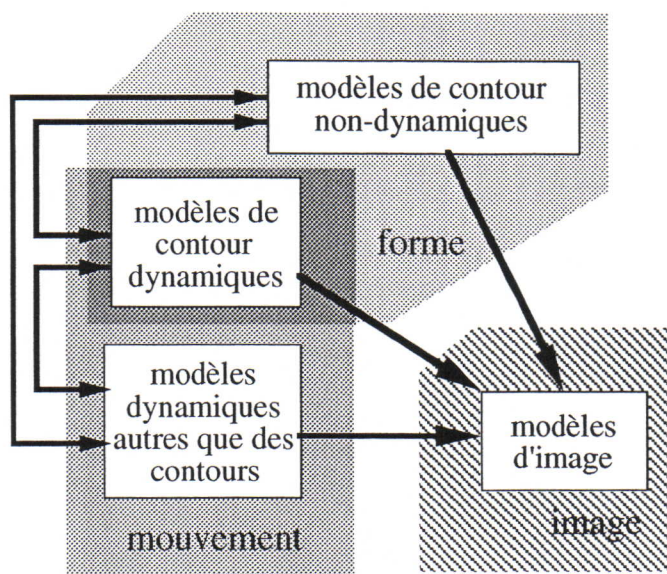 modèles de contour
non-dynamiques
modèles de
contour
dynamiques
forme
modèles
dynamiques
autres que des
contours
modèles
d'image
mouvement
image